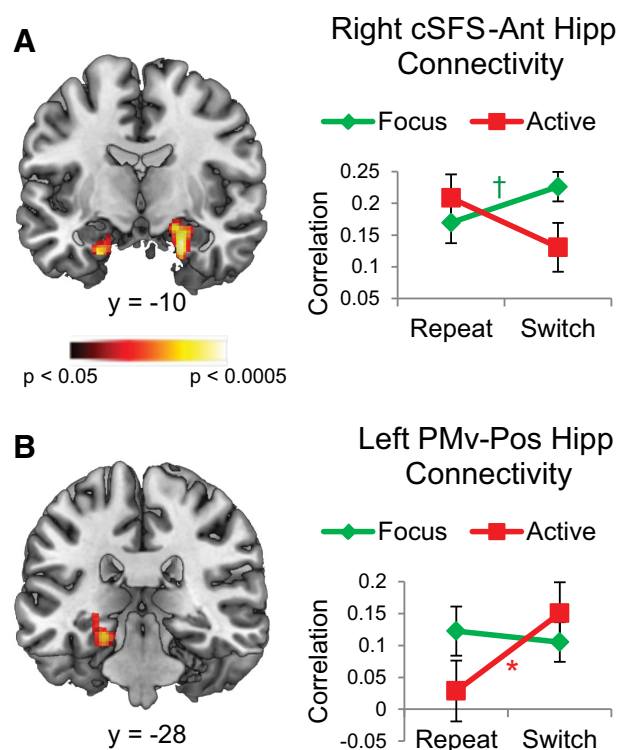 A
Right cSFS-Ant Hipp
Connectivity
Focus Active
Correlation
0.25
0.2
0.15
0.1
0.05
Repeat Switch
†
y = -10
p < 0.05 p < 0.0005
B
Left PMv-Pos Hipp
Connectivity
Focus Active
Correlation
0.2
0.15
0.1
0.05
0
-0.05
Repeat Switch
*
y = -28